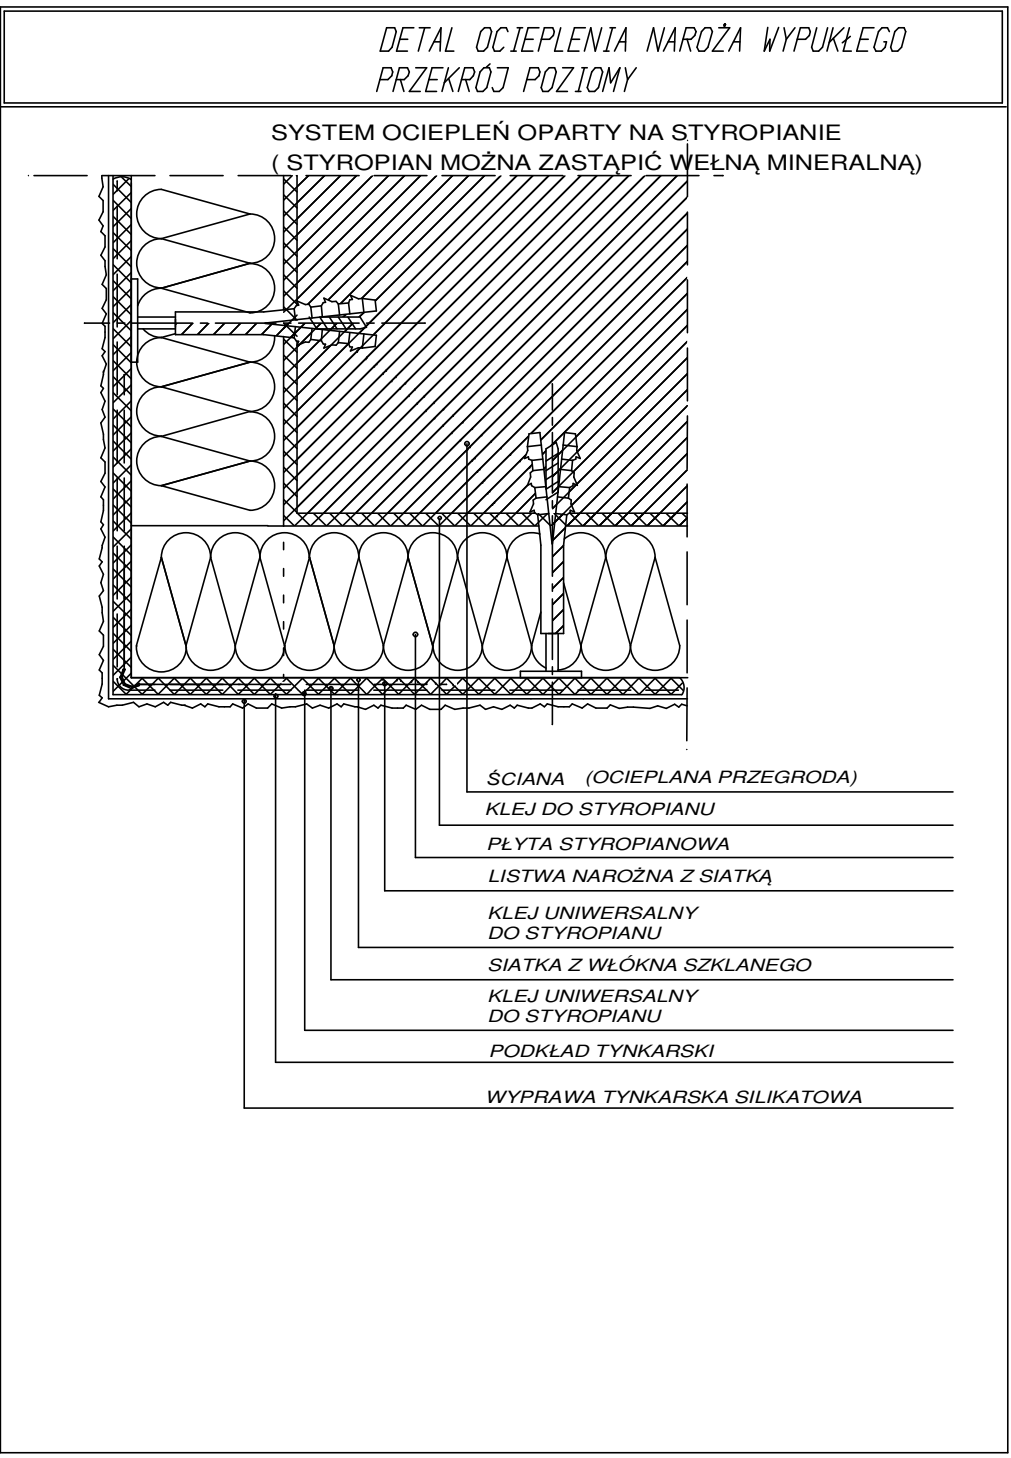 DETAL OCIEPLENIA NAROŻA WYPUKŁEGO
PRZEKRÓJ POZIOMY
SYSTEM OCIEPLEŃ OPARTY NA STYROPIANIE
( STYROPIAN MOŻNA ZASTĄPIĆ WEŁNĄ MINERALNĄ)
ŚCIANA (OCIEPLANA PRZEGRODA)
KLEJ DO STYROPIANU
PŁYTA STYROPIANOWA
LISTWA NAROŻNA Z SIATKĄ
KLEJ UNIWERSALNY
DO STYROPIANU
SIATKA Z WŁÓKNA SZKLANEGO
KLEJ UNIWERSALNY
DO STYROPIANU
PODKŁAD TYNKARSKI
WYPRAWA TYNKARSKA SILIKATOWA